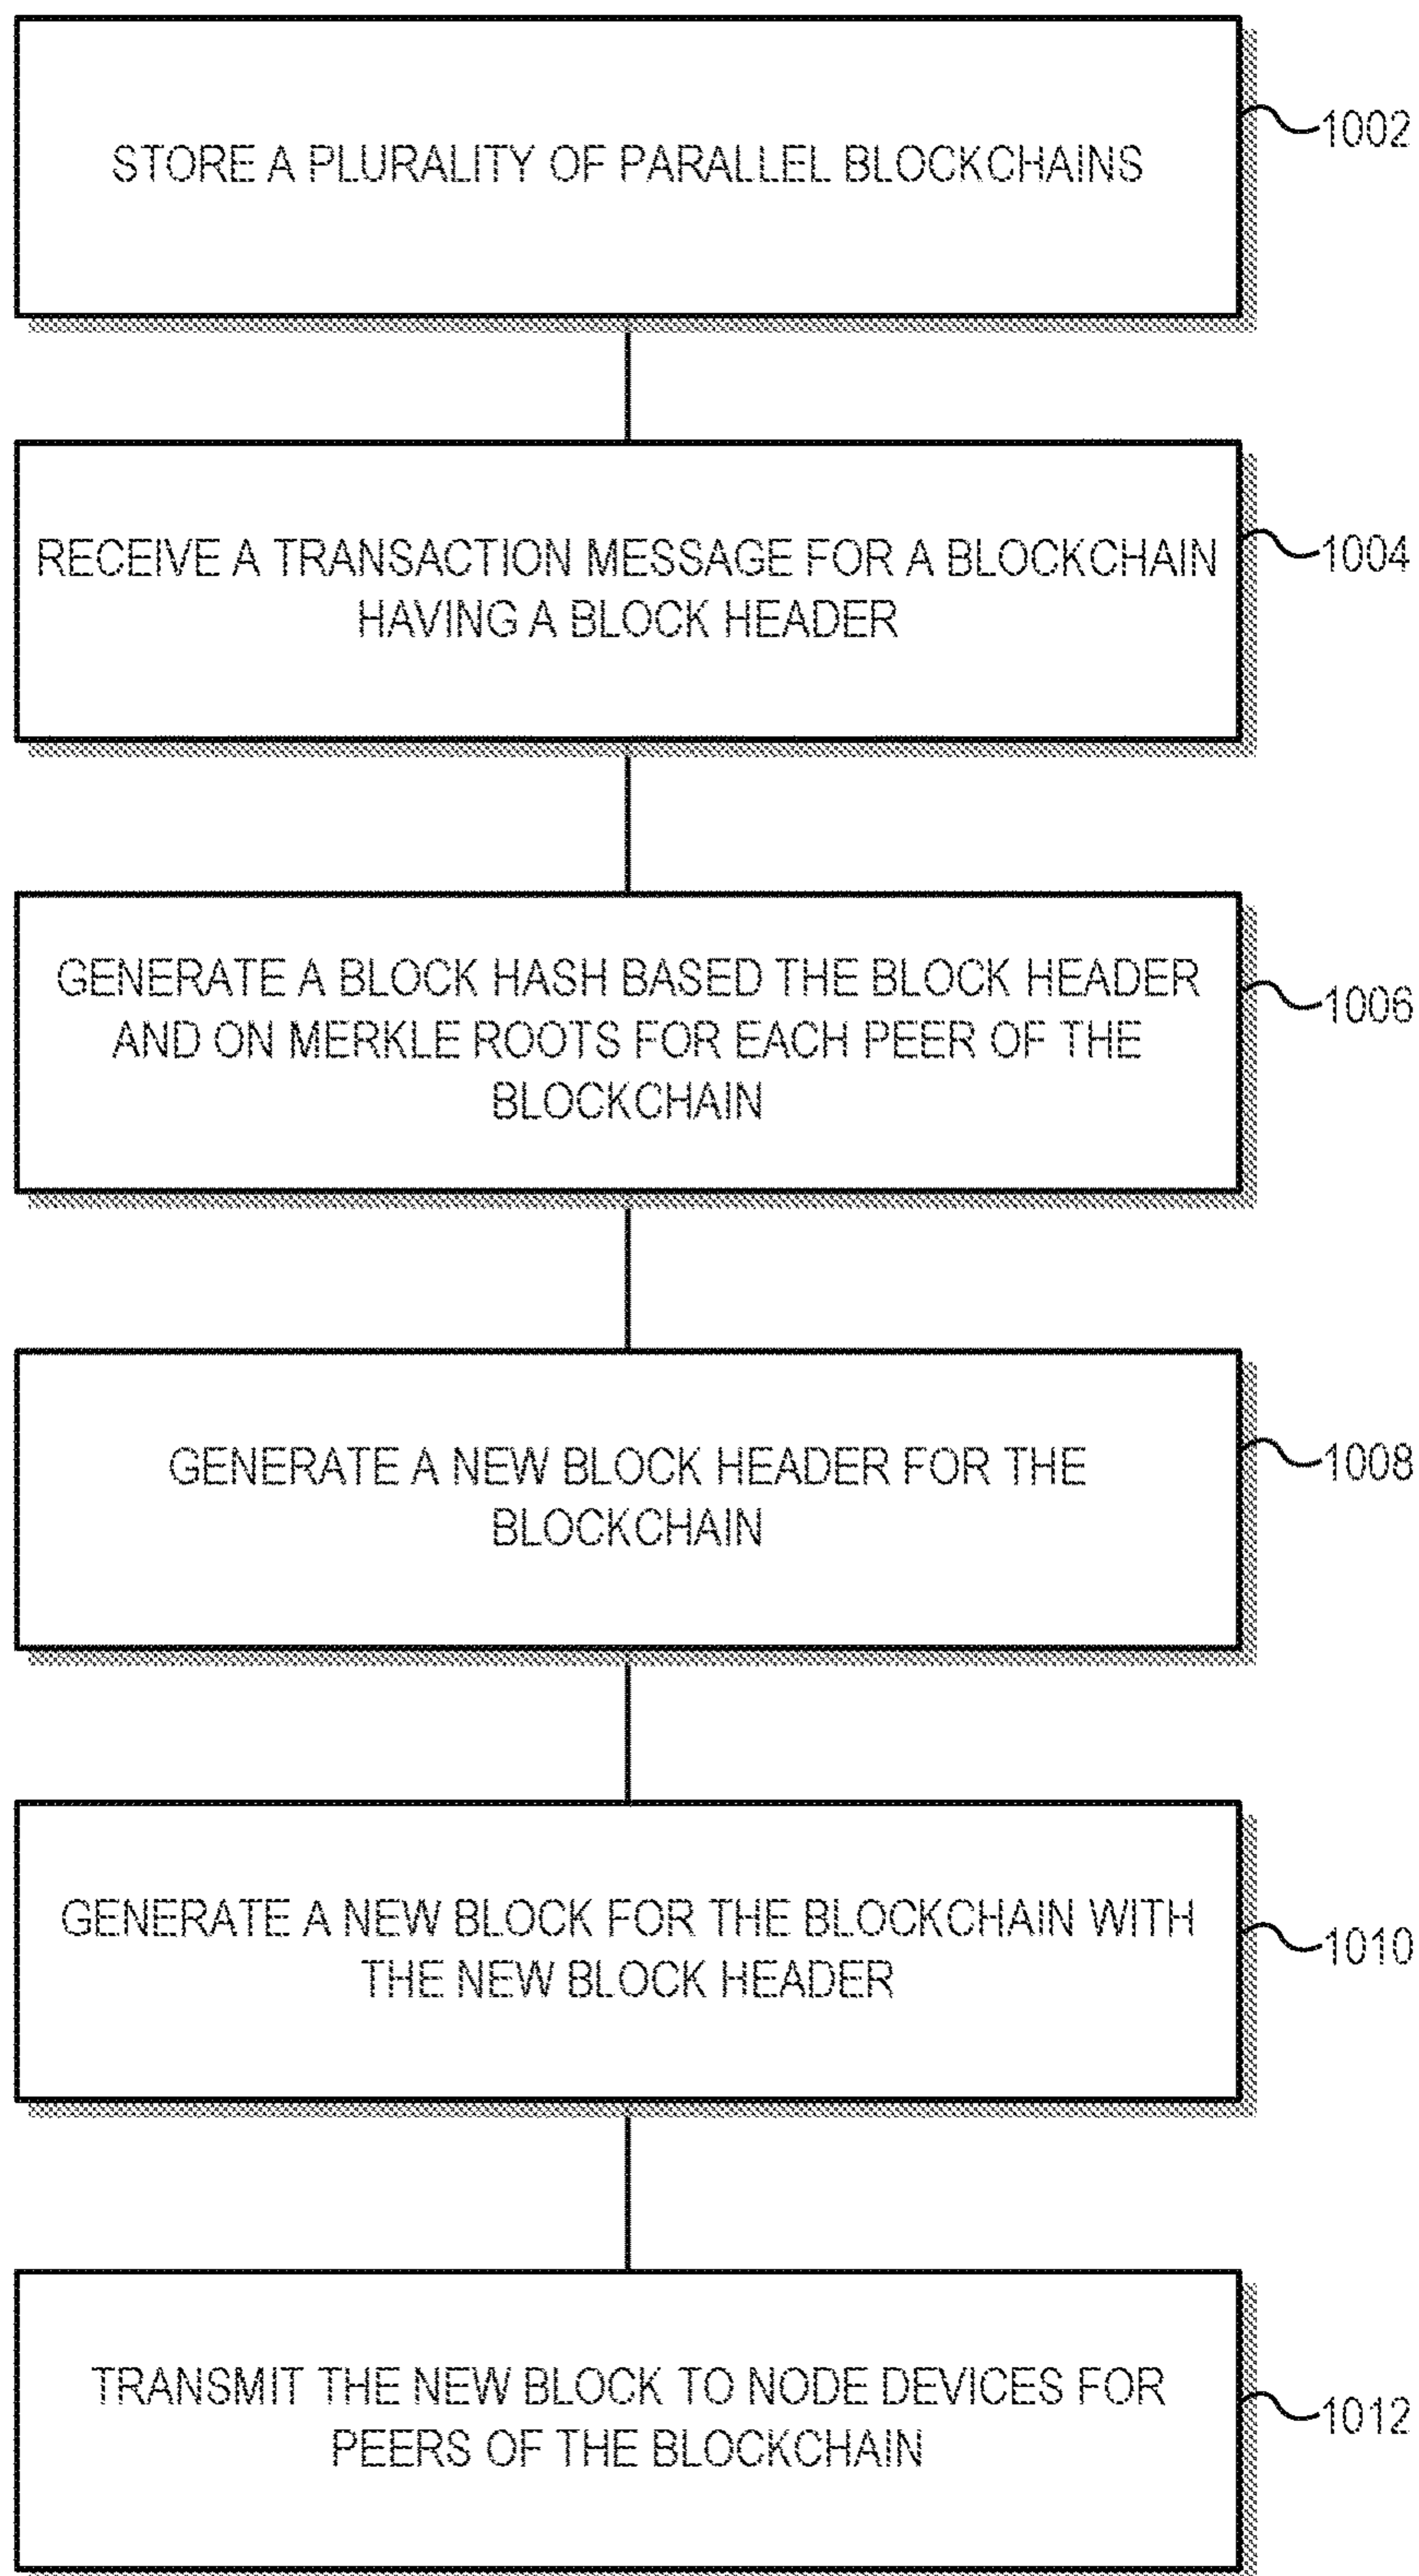 STORE A PLURALITY OF PARALLEL BLOCKCHAINS
1002
RECEIVE A TRANSACTION MESSAGE FOR A BLOCKCHAIN
HAVING A BLOCK HEADER
1004
GENERATE A BLOCK HASH BASED THE BLOCK HEADER
AND ON MERKLE ROOTS FOR EACH PEER OF THE
BLOCKCHAIN
1006
GENERATE A NEW BLOCK HEADER FOR THE
BLOCKCHAIN
1008
GENERATE A NEW BLOCK FOR THE BLOCKCHAIN WITH
THE NEW BLOCK HEADER
1010
TRANSMIT THE NEW BLOCK TO NODE DEVICES FOR
PEERS OF THE BLOCKCHAIN
1012